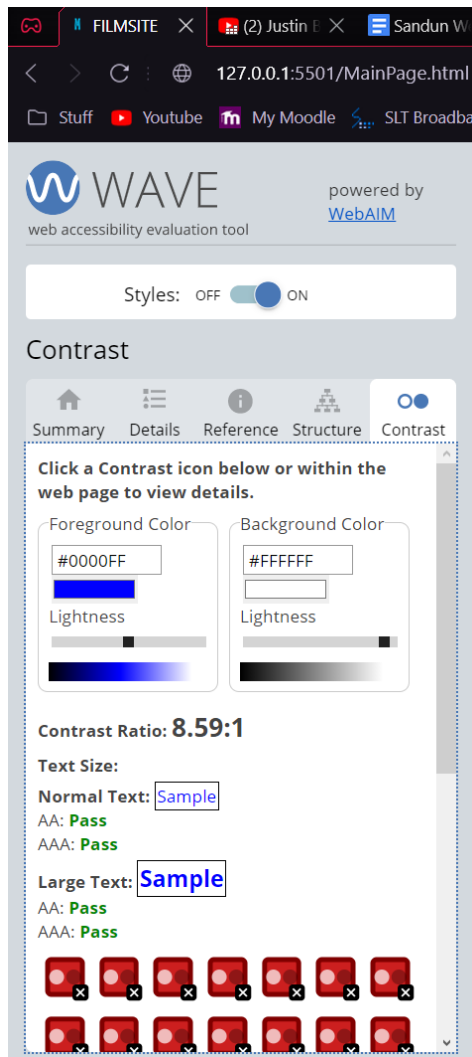 N FILMSITE
(2) Justin B
Sandun W
127.0.0.1:5501/MainPage.html
Stuff Youtube m My Moodle SLT Broadba
WAVE
web accessibility evaluation tool
powered by
WebAIM
Styles: OFF ON
Contrast
Summary Details Reference Structure Contrast
Click a Contrast icon below or within the
web page to view details.
Foreground Color Background Color
#0000FF #FFFFFF
Lightness Lightness
Contrast Ratio: 8.59:1
Text Size:
Normal Text: Sample
AA: Pass
AAA: Pass
Large Text: Sample
AA: Pass
AAA: Pass